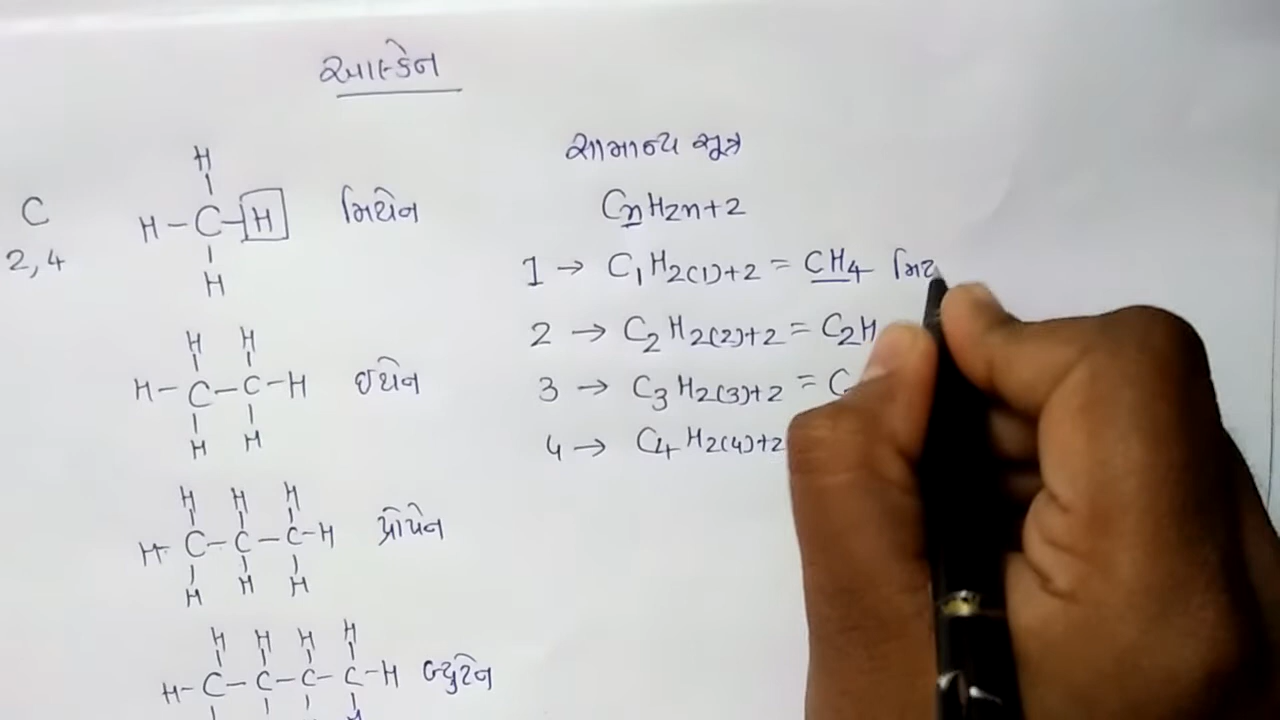 આલ્કેન
સામાન્ય સૂત્ર
CnH2n+2
1 → C1H2(1)+2 = CH4 મિથ
2 → C2H2(2)+2 = C2H
3 → C3H2(3)+2 = C
4 → C4H2(4)+2
C
2,4
H
H-C-H મિથેન
H
H H
H-C-C-H ઇથેન
H H
H H H
H-C-C-C-H પ્રોપેન
H H H
H H H H
H-C-C-C-C-H બ્યુટેન